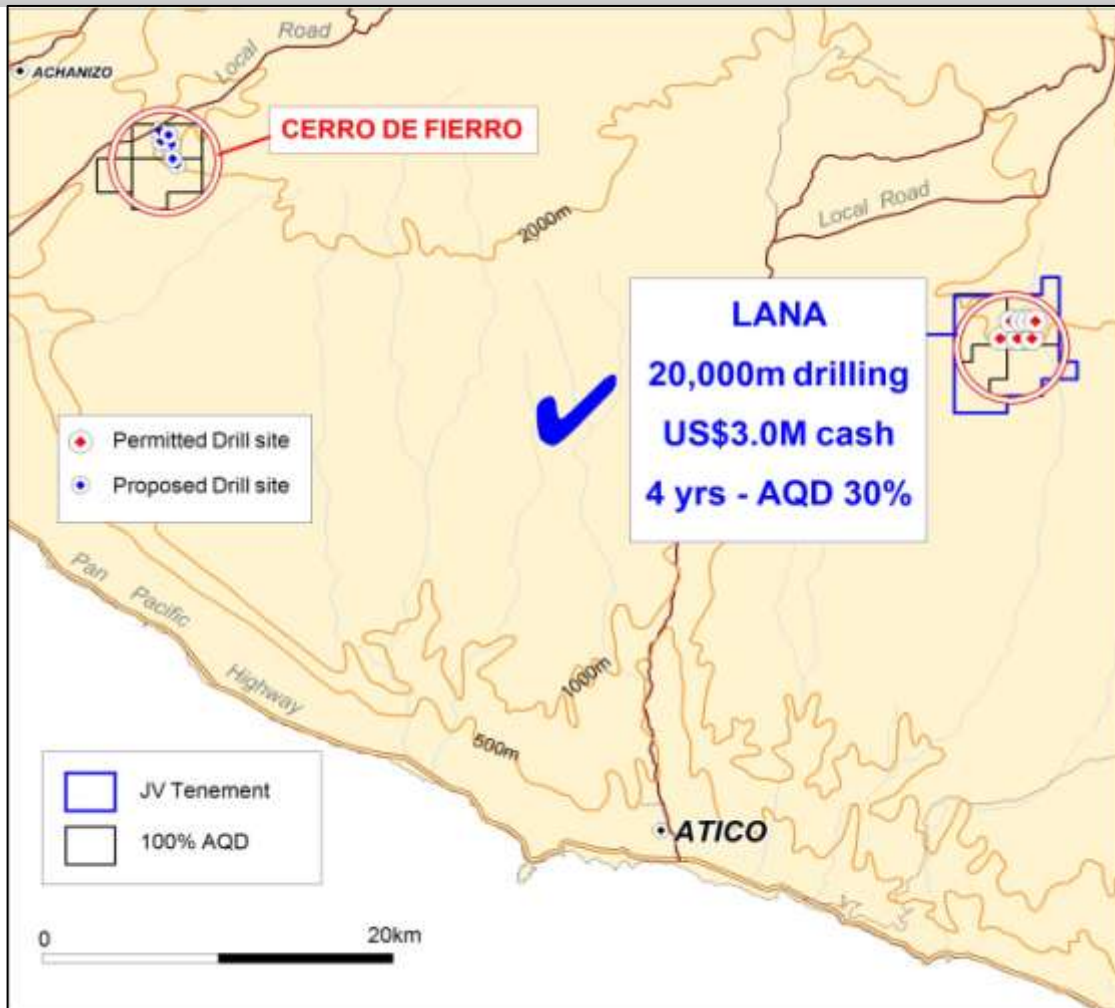 Local Road
ACHANIZO
CERRO DE FIERRO
2000m
Local Road
LANA
20,000m drilling
US$3.0M cash
4 yrs - AQD 30%
Permitted Drill site
Proposed Drill site
Pan Pacific Highway
1000m
500m
JV Tenement
100% AQD
ATICO
0 20km